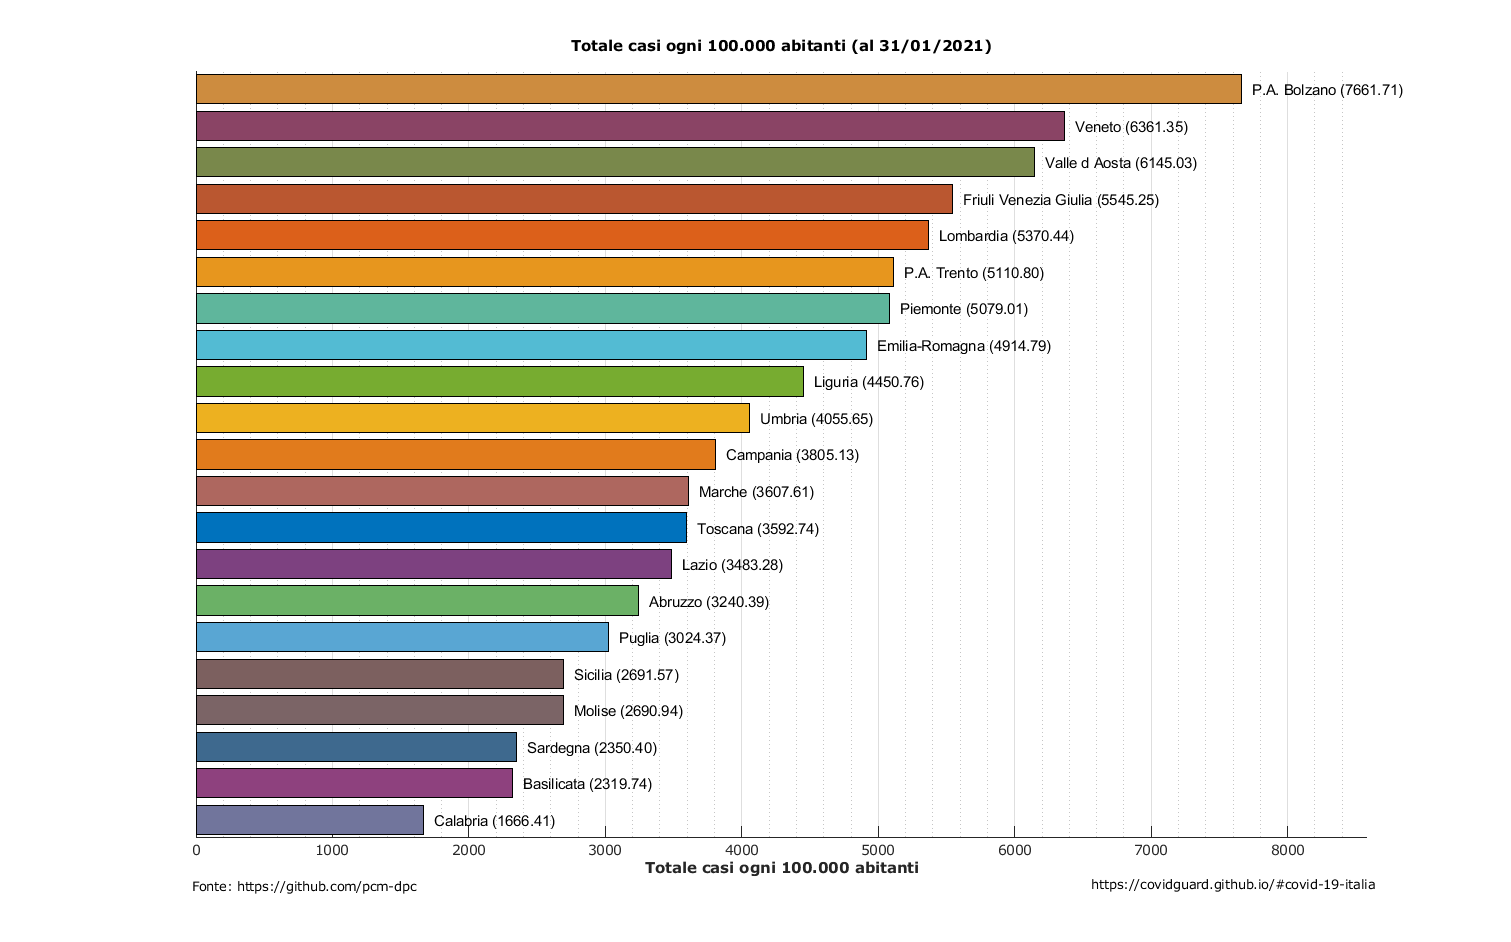 Totale casi ogni 100.000 abitanti (al 31/01/2021)
P.A. Bolzano (7661.71)
Veneto (6361.35)
Valle d Aosta (6145.03)
Friuli Venezia Giulia (5545.25)
Lombardia (5370.44)
P.A. Trento (5110.80)
Piemonte (5079.01)
Emilia-Romagna (4914.79)
Liguria (4450.76)
Umbria (4055.65)
Campania (3805.13)
Marche (3607.61)
Toscana (3592.74)
Lazio (3483.28)
Abruzzo (3240.39)
Puglia (3024.37)
Sicilia (2691.57)
Molise (2690.94)
Sardegna (2350.40)
Basilicata (2319.74)
Calabria (1666.41)
0 1000 2000 3000 4000 5000 6000 7000 8000
Totale casi ogni 100.000 abitanti
Fonte: https://github.com/pcm-dpc
https://covidguard.github.io/#covid-19-italia